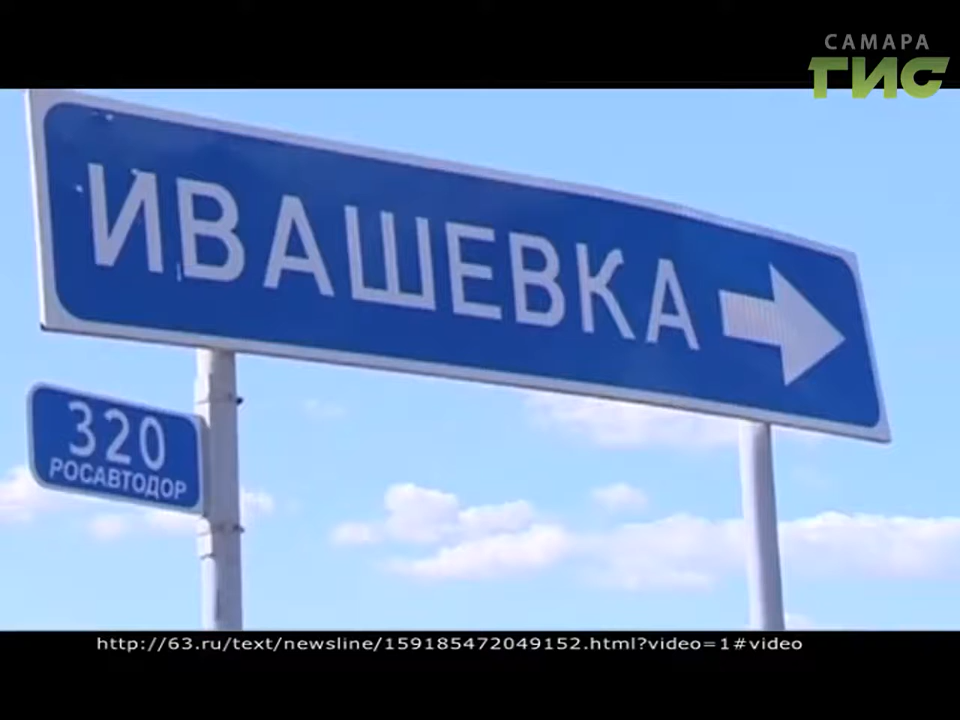 САМАРА
ГИС
ИВАШЕВКА
320
РОСАВТОДОР
http://63.ru/text/newsline/159185472049152.html?video=1#video